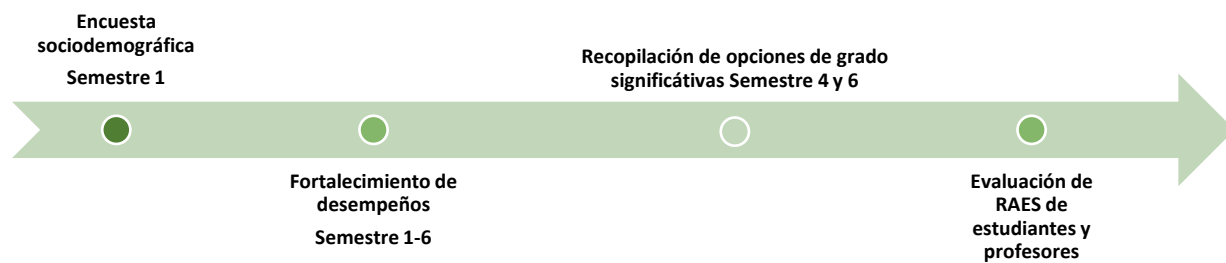 Encuesta
sociodemográfica
Semestre 1
Fortalecimiento de
desempeños
Semestre 1-6
Recopilación de opciones de grado
significátivas Semestre 4 y 6
Evaluación de
RAES de
estudiantes y
profesores